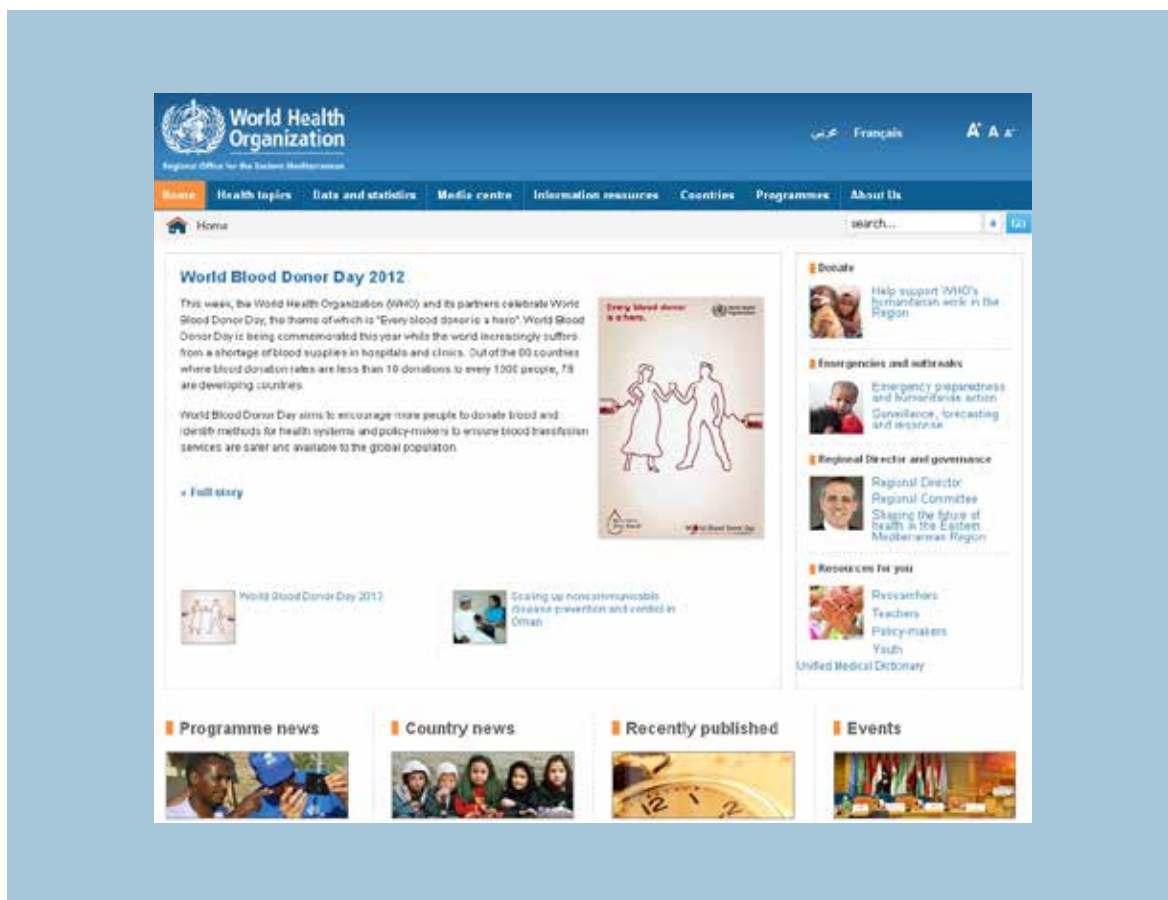 World Health
Organization
Regional Office for the Eastern Mediterranean
عربي Français A+ A A-
Home Health topics Data and statistics Media centre Information resources Countries Programmes About Us
Home
search...
Go
World Blood Donor Day 2012
This week, the World Health Organization (WHO) and its partners celebrate World
Blood Donor Day, the theme of which is "Every blood donor is a hero". World Blood
Donor Day is being commemorated this year while the world increasingly suffers
from a shortage of blood supplies in hospitals and clinics. Out of the 80 countries
where blood donation rates are less than 10 donations to every 1000 people, 79
are developing countries.
World Blood Donor Day aims to encourage more people to donate blood and
identify methods for health systems and policy-makers to ensure blood transfusion
services are safer and available to the global population.
» Full story
Every blood donor
is a hero.
World Health
Organization
World Blood Donor Day
World Blood Donor Day 2012
Scaling up noncommunicable
disease prevention and control in
Oman
Donate
Help support WHO's
humanitarian work in the
Region
Emergencies and outbreaks
Emergency preparedness
and humanitarian action
Surveillance, forecasting
and response
Regional Director and governance
Regional Director
Regional Committee
Shaping the future of
health in the Eastern
Mediterranean Region
Resources for you
Researchers
Teachers
Policy-makers
Youth
Unified Medical Dictionary
Programme news
Country news
Recently published
Events
12 1 2